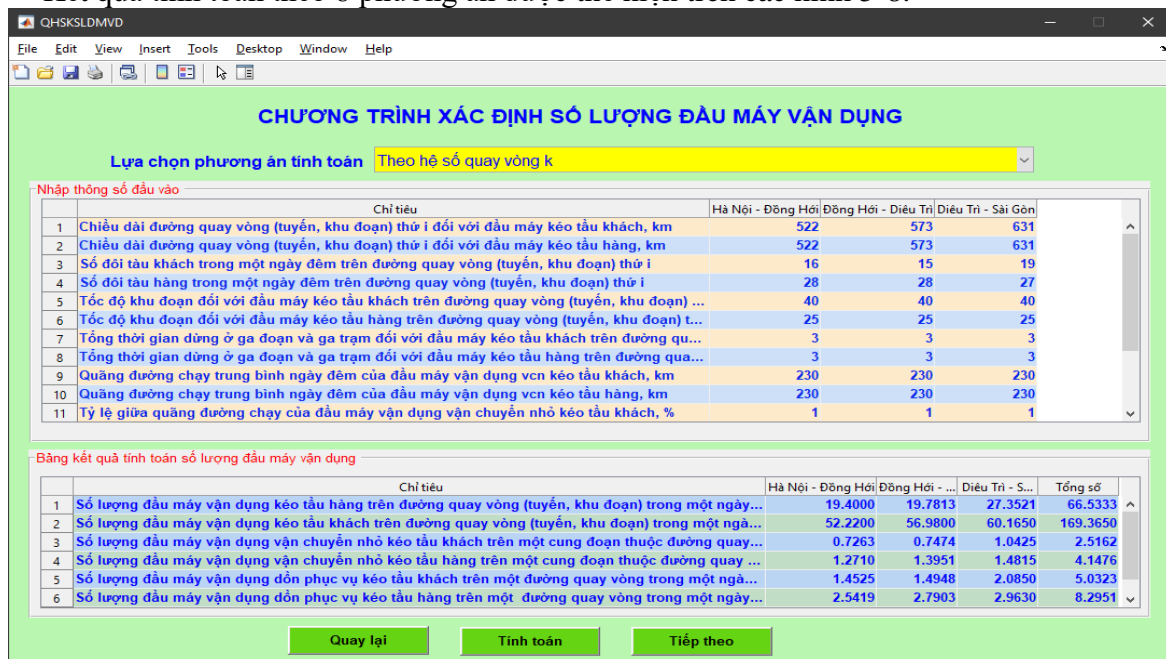 QHSKSLDMVD
File Edit View Insert Tools Desktop Window Help
CHƯƠNG TRÌNH XÁC ĐỊNH SỐ LƯỢNG ĐẦU MÁY VẬN DỤNG
Lựa chọn phương án tính toán Theo hệ số quay vòng k
Nhập thông số đầu vào
Chỉ tiêu Hà Nội - Đồng Hới Đồng Hới - Diêu Trì Diêu Trì - Sài Gòn
1 Chiều dài đường quay vòng (tuyến, khu đoạn) thứ i đối với đầu máy kéo tầu khách, km 522 573 631
2 Chiều dài đường quay vòng (tuyến, khu đoạn) thứ i đối với đầu máy kéo tầu hàng, km 522 573 631
3 Số đôi tàu khách trong một ngày đêm trên đường quay vòng (tuyến, khu đoạn) thứ i 16 15 19
4 Số đôi tàu hàng trong một ngày đêm trên đường quay vòng (tuyến, khu đoạn) thứ i 28 28 27
5 Tốc độ khu đoạn đối với đầu máy kéo tầu khách trên đường quay vòng (tuyến, khu đoạn) ... 40 40 40
6 Tốc độ khu đoạn đối với đầu máy kéo tầu hàng trên đường quay vòng (tuyến, khu đoạn) t... 25 25 25
7 Tổng thời gian dừng ở ga đoạn và ga trạm đối với đầu máy kéo tầu khách trên đường qu... 3 3 3
8 Tổng thời gian dừng ở ga đoạn và ga trạm đối với đầu máy kéo tầu hàng trên đường qua... 3 3 3
9 Quãng đường chạy trung bình ngày đêm của đầu máy vận dụng vcn kéo tầu khách, km 230 230 230
10 Quãng đường chạy trung bình ngày đêm của đầu máy vận dụng vcn kéo tầu hàng, km 230 230 230
11 Tỷ lệ giữa quãng đường chạy của đầu máy vận dụng vận chuyển nhỏ kéo tầu khách, % 1 1 1
Bảng kết quả tính toán số lượng đầu máy vận dụng
Chỉ tiêu Hà Nội - Đồng Hới Đồng Hới - ... Diêu Trì - S... Tổng số
1 Số lượng đầu máy vận dụng kéo tầu hàng trên đường quay vòng (tuyến, khu đoạn) trong một ngày... 19.4000 19.7813 27.3521 66.5333
2 Số lượng đầu máy vận dụng kéo tầu khách trên đường quay vòng (tuyến, khu đoạn) trong một ngà... 52.2200 56.9800 60.1650 169.3650
3 Số lượng đầu máy vận dụng vận chuyển nhỏ kéo tầu khách trên một cung đoạn thuộc đường quay... 0.7263 0.7474 1.0425 2.5162
4 Số lượng đầu máy vận dụng vận chuyển nhỏ kéo tầu hàng trên một cung đoạn thuộc đường quay ... 1.2710 1.3951 1.4815 4.1476
5 Số lượng đầu máy vận dụng dồn phục vụ kéo tầu khách trên một đường quay vòng trong một ngà... 1.4525 1.4948 2.0850 5.0323
6 Số lượng đầu máy vận dụng dồn phục vụ kéo tầu hàng trên một đường quay vòng trong một ngày... 2.5419 2.7903 2.9630 8.2951
Quay lại Tính toán Tiếp theo